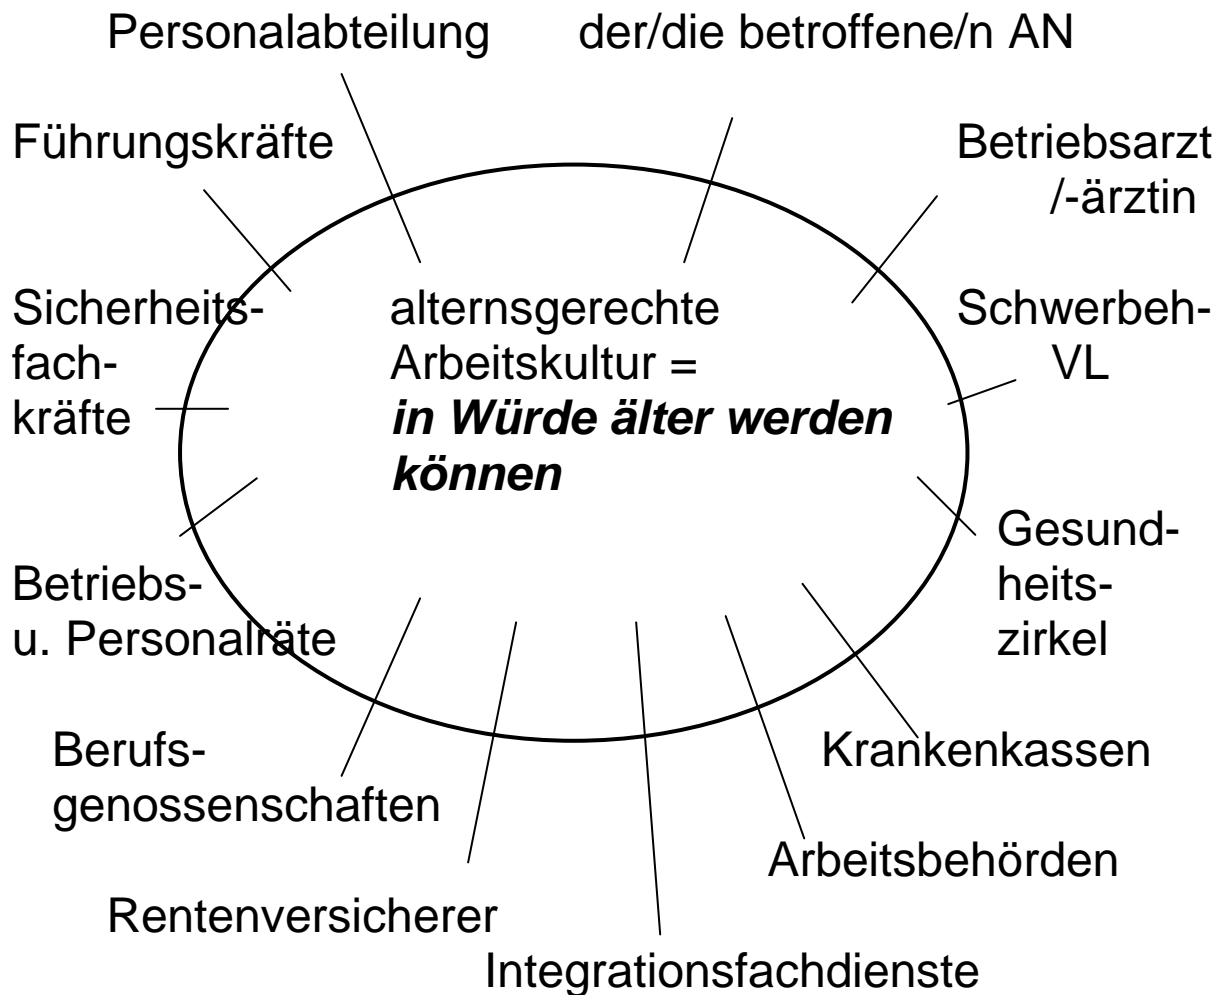 Personalabteilung
der/die betroffene/n AN
Führungskräfte
Betriebsarzt
/-ärztin
Sicherheits-
fach-
kräfte
alternsgerechte
Arbeitskultur =
in Würde älter werden
können
Schwerbeh-
VL
Gesund-
heits-
zirkel
Betriebs-
u. Personalräte
Berufs-
genossenschaften
Krankenkassen
Arbeitsbehörden
Rentenversicherer
Integrationsfachdienste